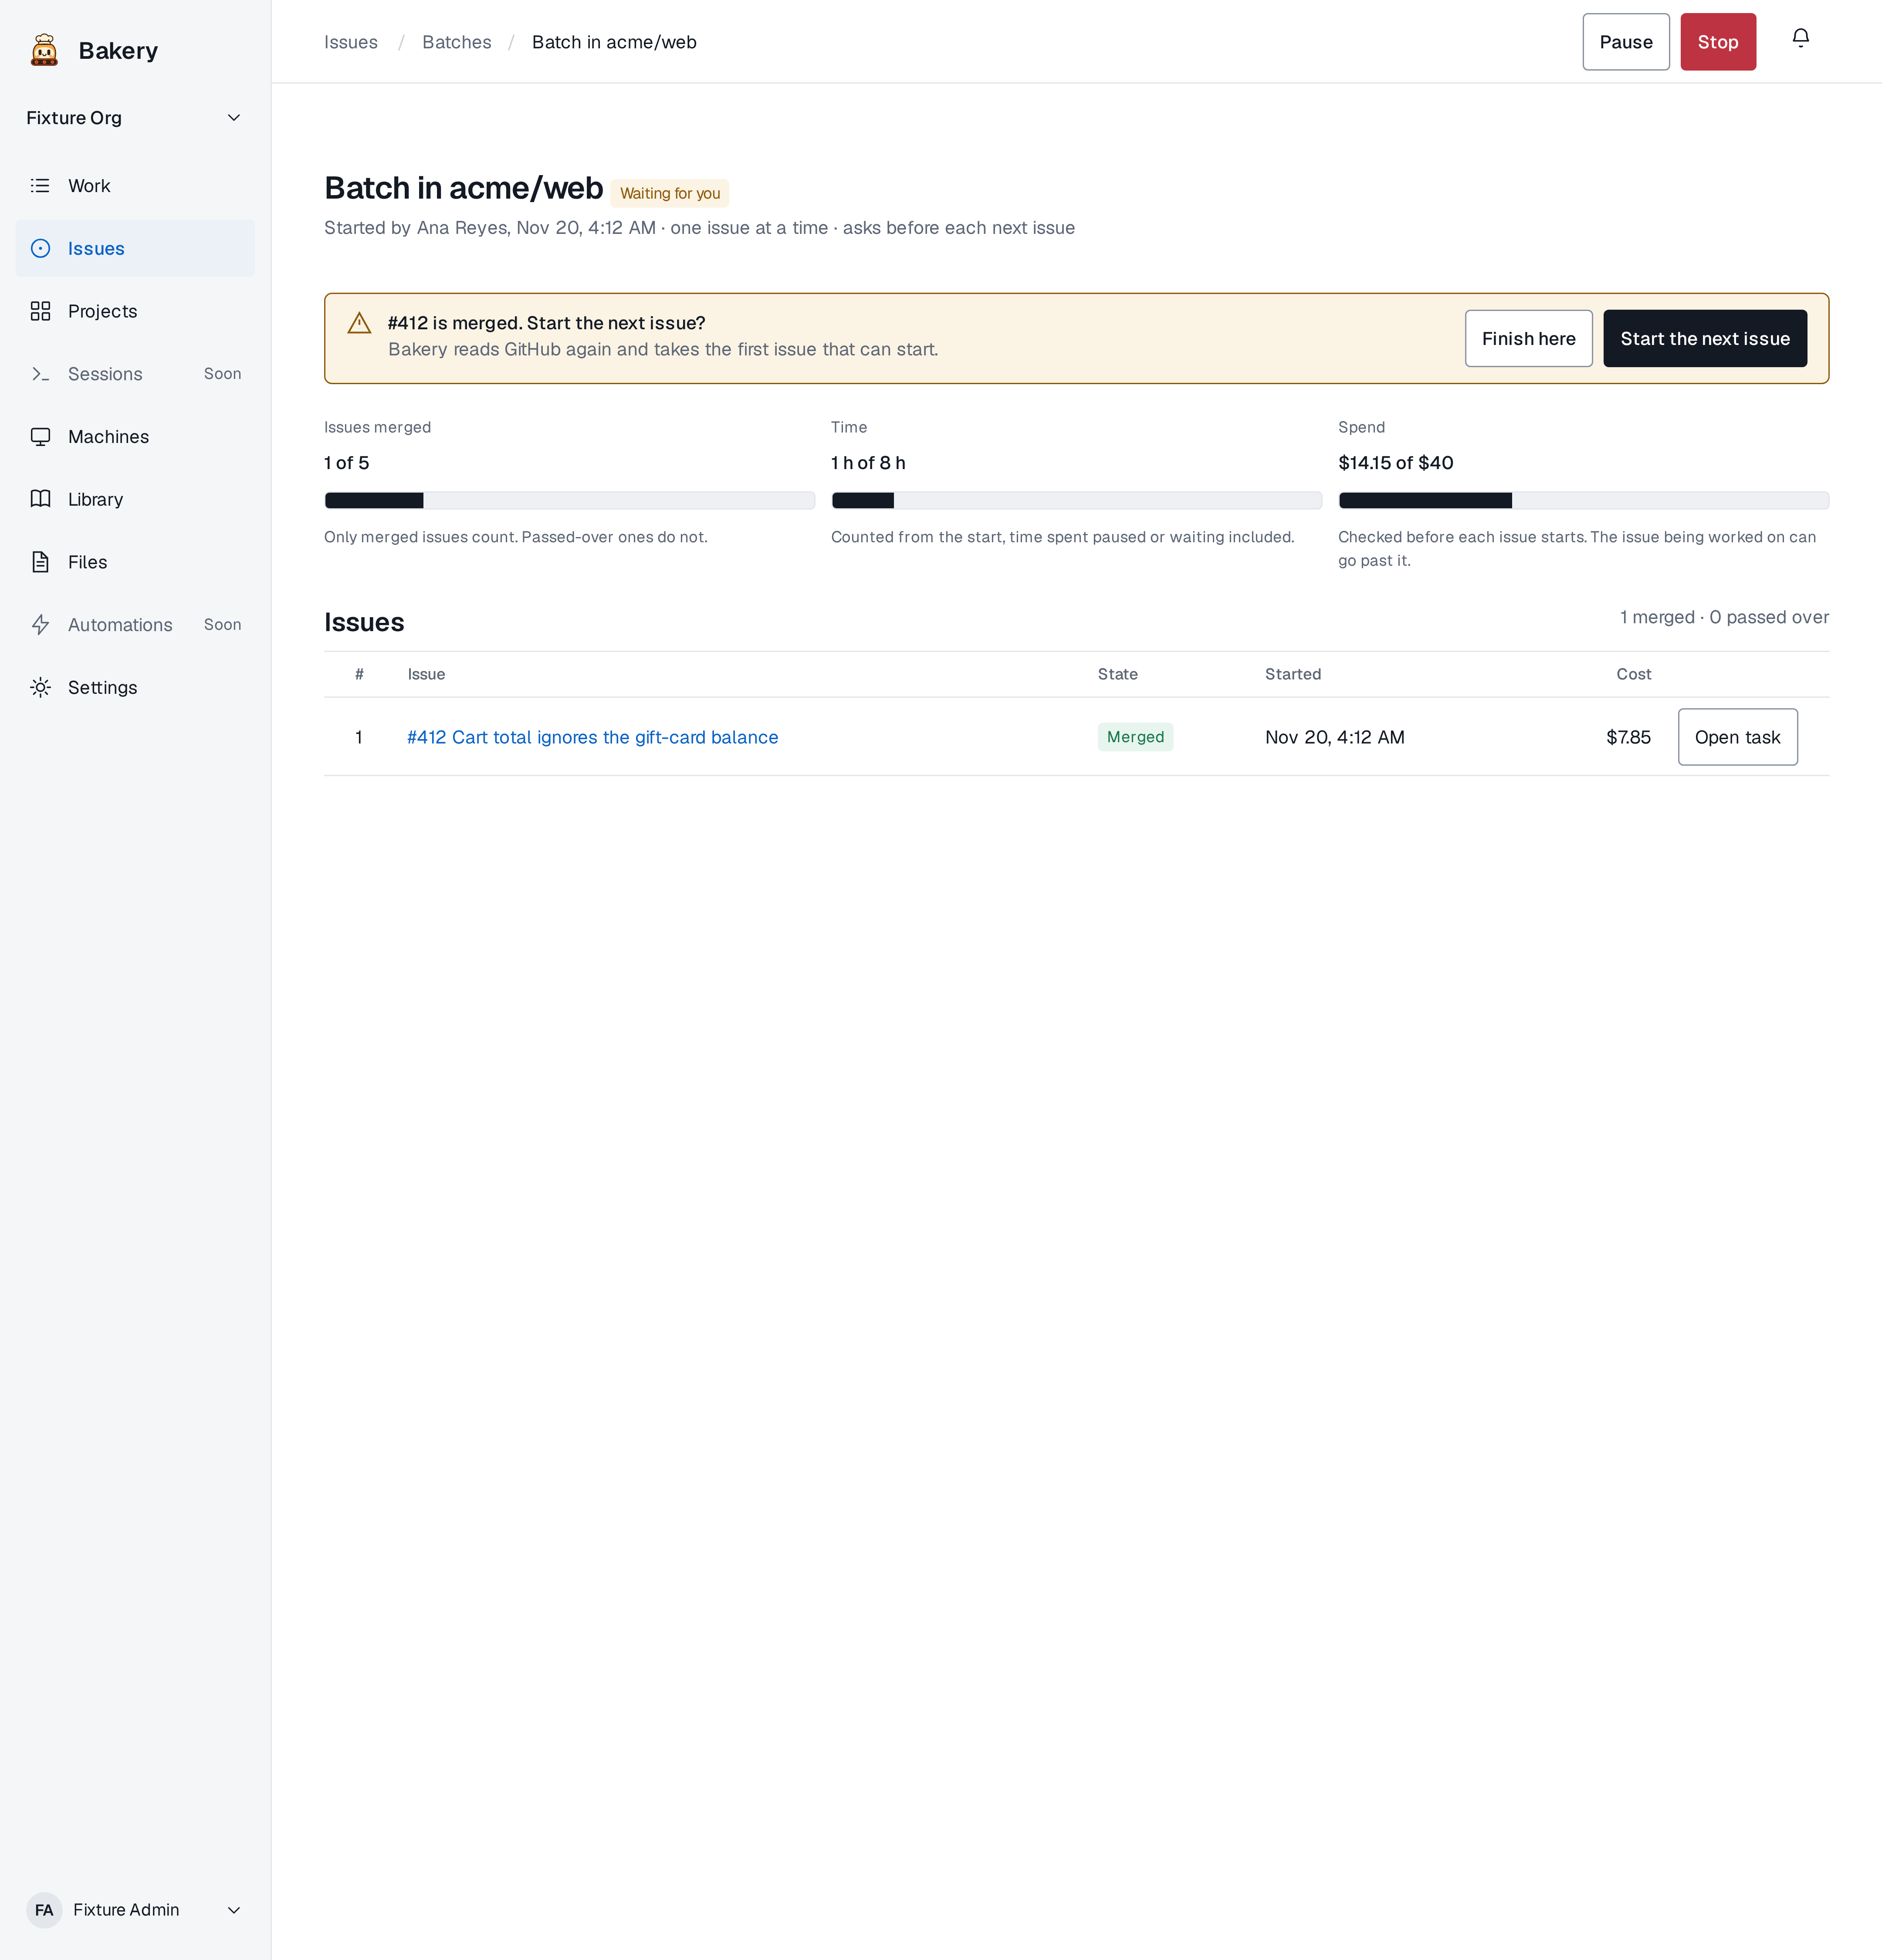 Bakery
Fixture Org
Work
Issues
Projects
Sessions Soon
Machines
Library
Files
Automations Soon
Settings
FA Fixture Admin
Issues / Batches / Batch in acme/web
Pause
Stop
Batch in acme/web Waiting for you
Started by Ana Reyes, Nov 20, 4:12 AM · one issue at a time · asks before each next issue
#412 is merged. Start the next issue?
Bakery reads GitHub again and takes the first issue that can start.
Finish here
Start the next issue
Issues merged
1 of 5
Only merged issues count. Passed-over ones do not.
Time
1 h of 8 h
Counted from the start, time spent paused or waiting included.
Spend
$14.15 of $40
Checked before each issue starts. The issue being worked on can
go past it.
Issues
1 merged · 0 passed over
# Issue State Started Cost
1 #412 Cart total ignores the gift-card balance Merged Nov 20, 4:12 AM $7.85 Open task